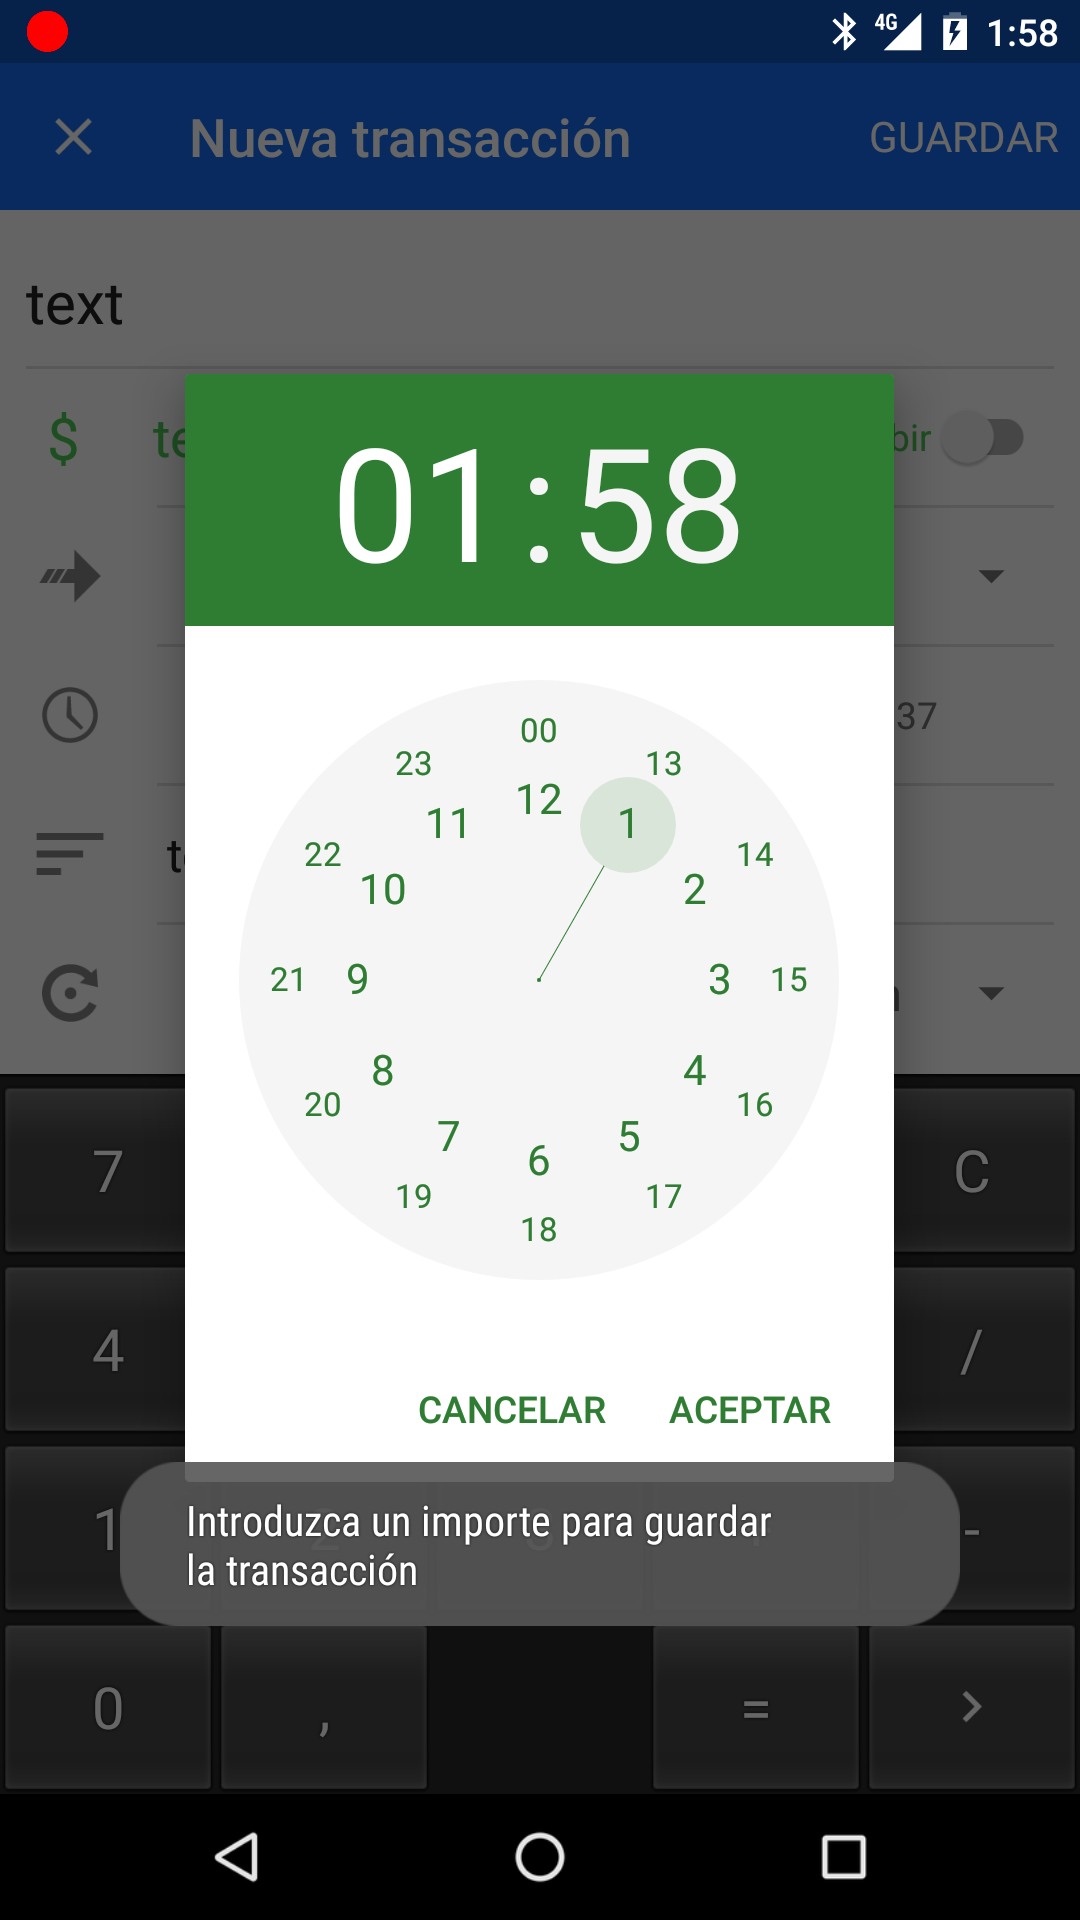 4G 1:58
Nueva transacción GUARDAR
text
$
01:58
37
00
23 13
12
11 1
22 14
10 2
21 9 3 15
8 4
20 16
7 5
6
19 17
18
7 C
4 /
CANCELAR ACEPTAR
1 -
Introduzca un importe para guardar
la transacción
0 , = >